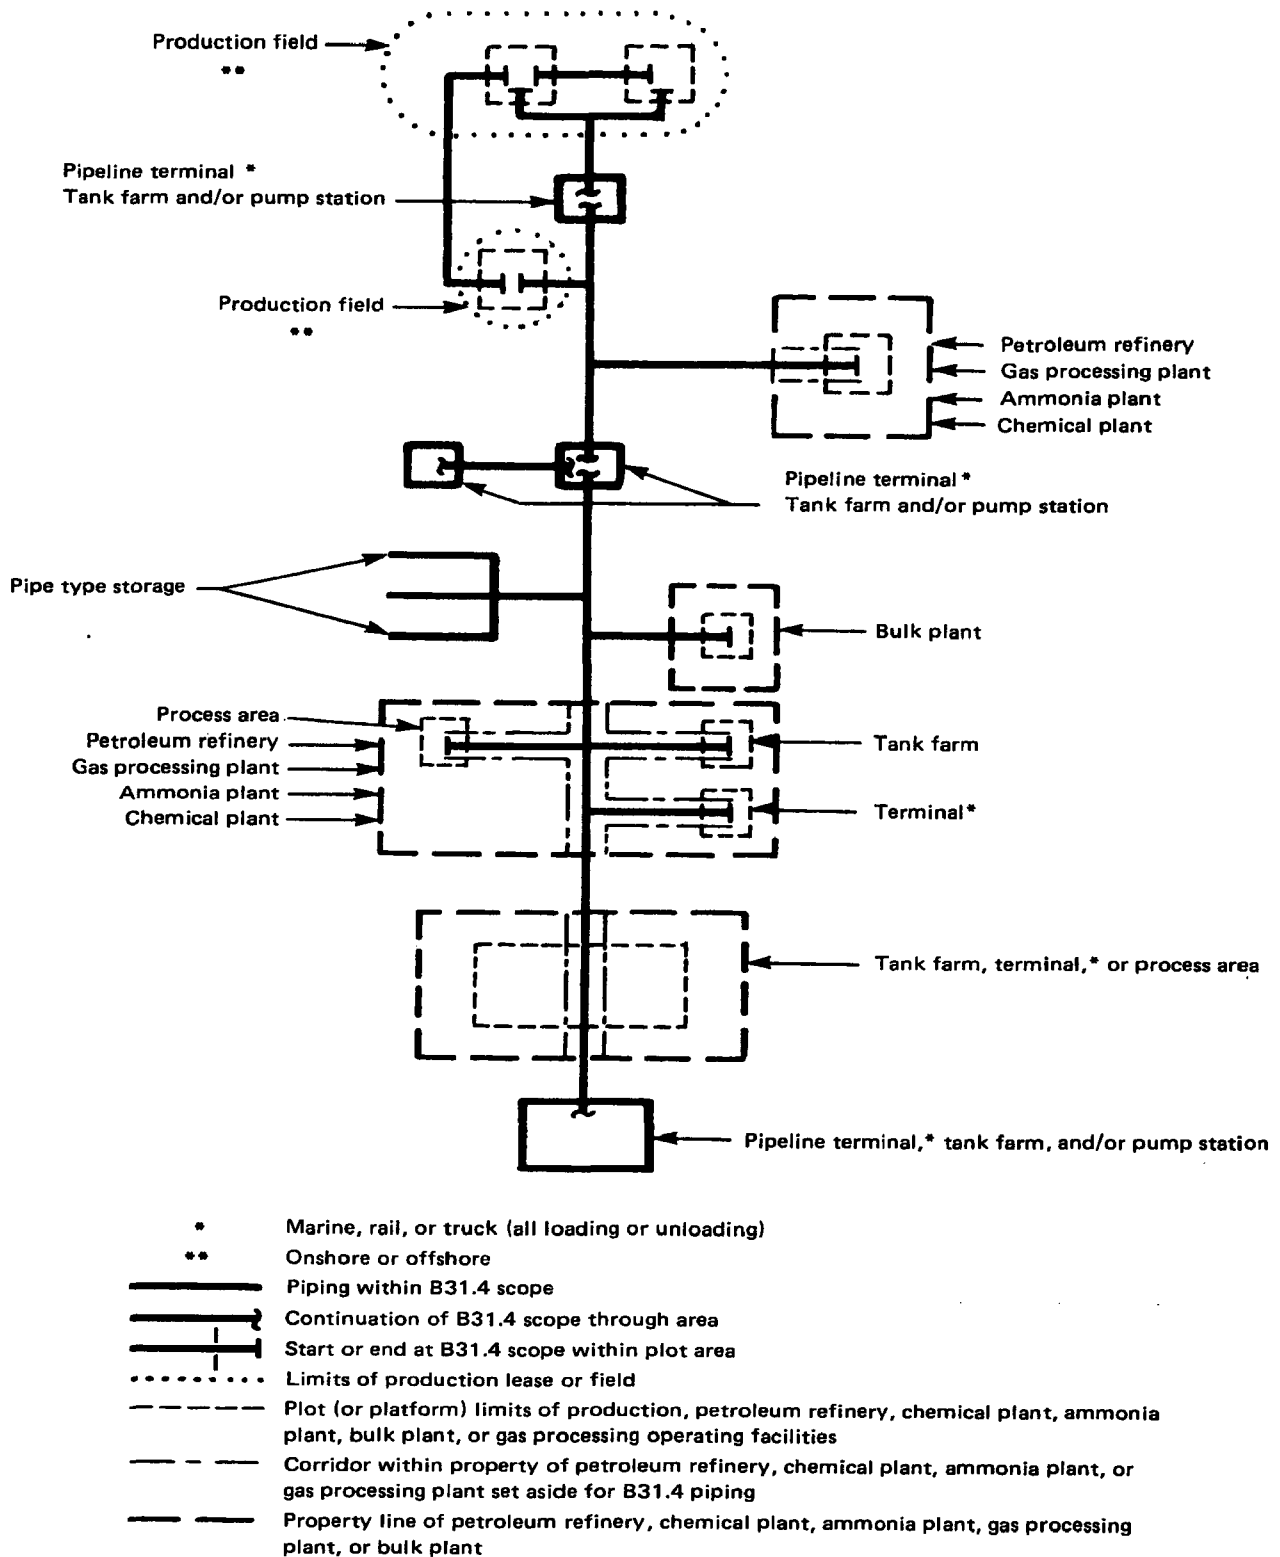 Production field
**
Pipeline terminal *
Tank farm and/or pump station
Production field
**
Petroleum refinery
Gas processing plant
Ammonia plant
Chemical plant
Pipeline terminal*
Tank farm and/or pump station
Pipe type storage
Bulk plant
Process area
Petroleum refinery
Gas processing plant
Ammonia plant
Chemical plant
Tank farm
Terminal*
Tank farm, terminal,* or process area
Pipeline terminal,* tank farm, and/or pump station
* Marine, rail, or truck (all loading or unloading)
** Onshore or offshore
Piping within B31.4 scope
Continuation of B31.4 scope through area
Start or end at B31.4 scope within plot area
Limits of production lease or field
Plot (or platform) limits of production, petroleum refinery, chemical plant, ammonia
plant, bulk plant, or gas processing operating facilities
Corridor within property of petroleum refinery, chemical plant, ammonia plant, or
gas processing plant set aside for B31.4 piping
Property line of petroleum refinery, chemical plant, ammonia plant, gas processing
plant, or bulk plant